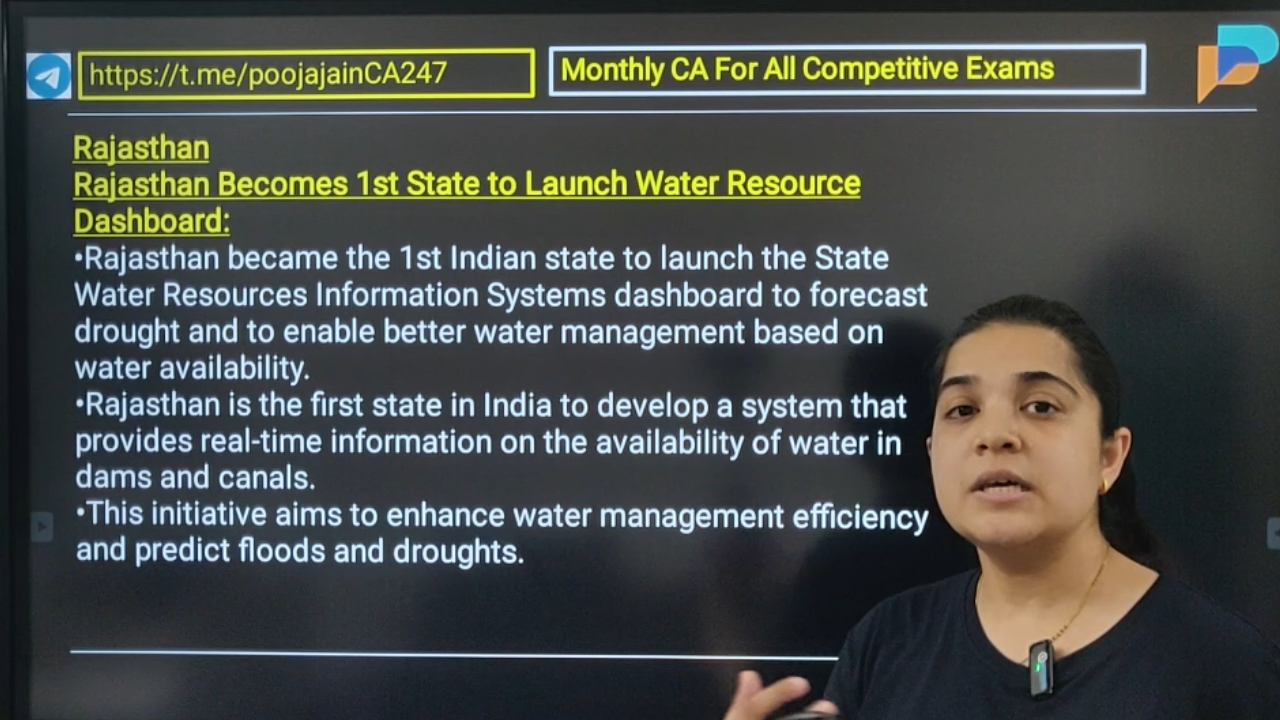 https://t.me/poojajainCA247
Monthly CA For All Competitive Exams
Rajasthan
Rajasthan Becomes 1st State to Launch Water Resource
Dashboard:
•Rajasthan became the 1st Indian state to launch the State
Water Resources Information Systems dashboard to forecast
drought and to enable better water management based on
water availability.
•Rajasthan is the first state in India to develop a system that
provides real-time information on the availability of water in
dams and canals.
•This initiative aims to enhance water management efficiency
and predict floods and droughts.